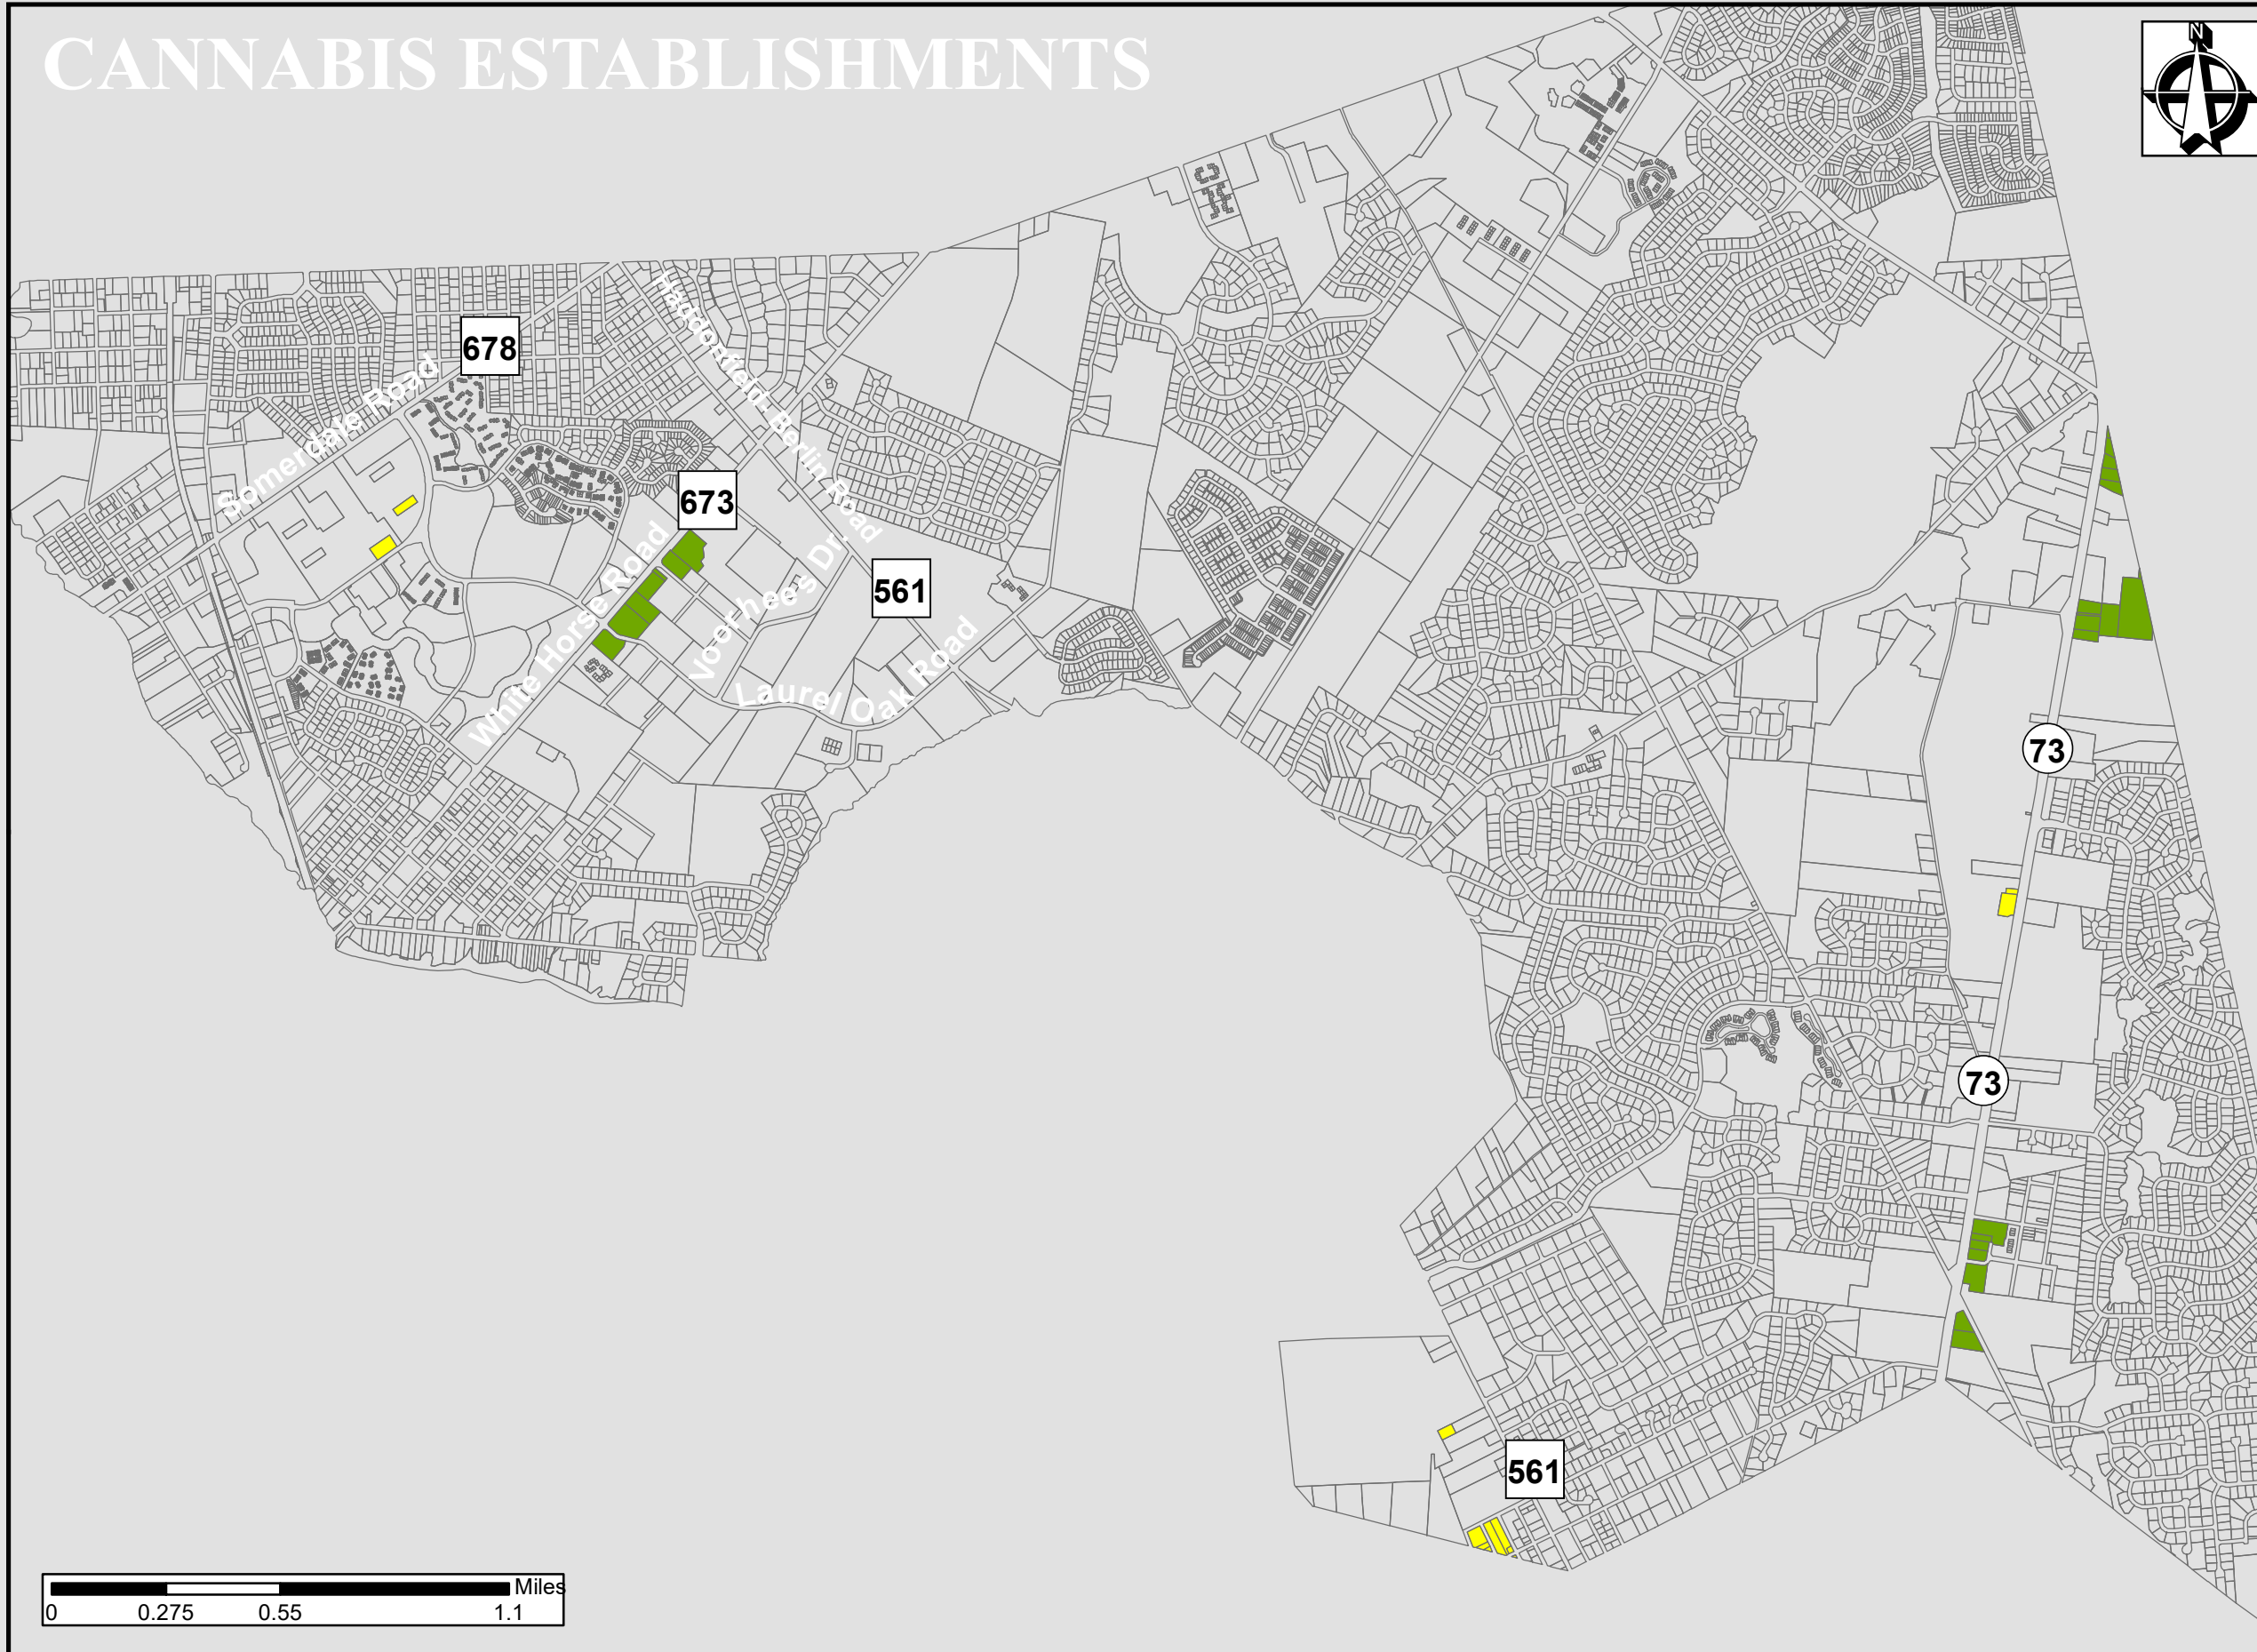 CANNABIS ESTABLISHMENTS
N
678
Somerdale Road
Haddonfield-Berlin Road
673
White Horse Road
Voorhees Dr.
561
Laurel Oak Road
73
73
561
Miles
0 0.275 0.55 1.1